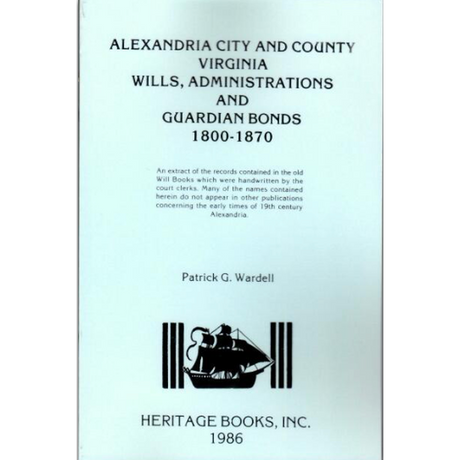 ALEXANDRIA CITY AND COUNTY
VIRGINIA
WILLS, ADMINISTRATIONS
AND
GUARDIAN BONDS
1800-1870
An extract of the records contained in the old
Will Books which were handwritten by the
court clerks. Many of the names contained
herein do not appear in other publications
concerning the early times of 19th century
Alexandria.
Patrick G. Wardell
HERITAGE BOOKS, INC.
1986